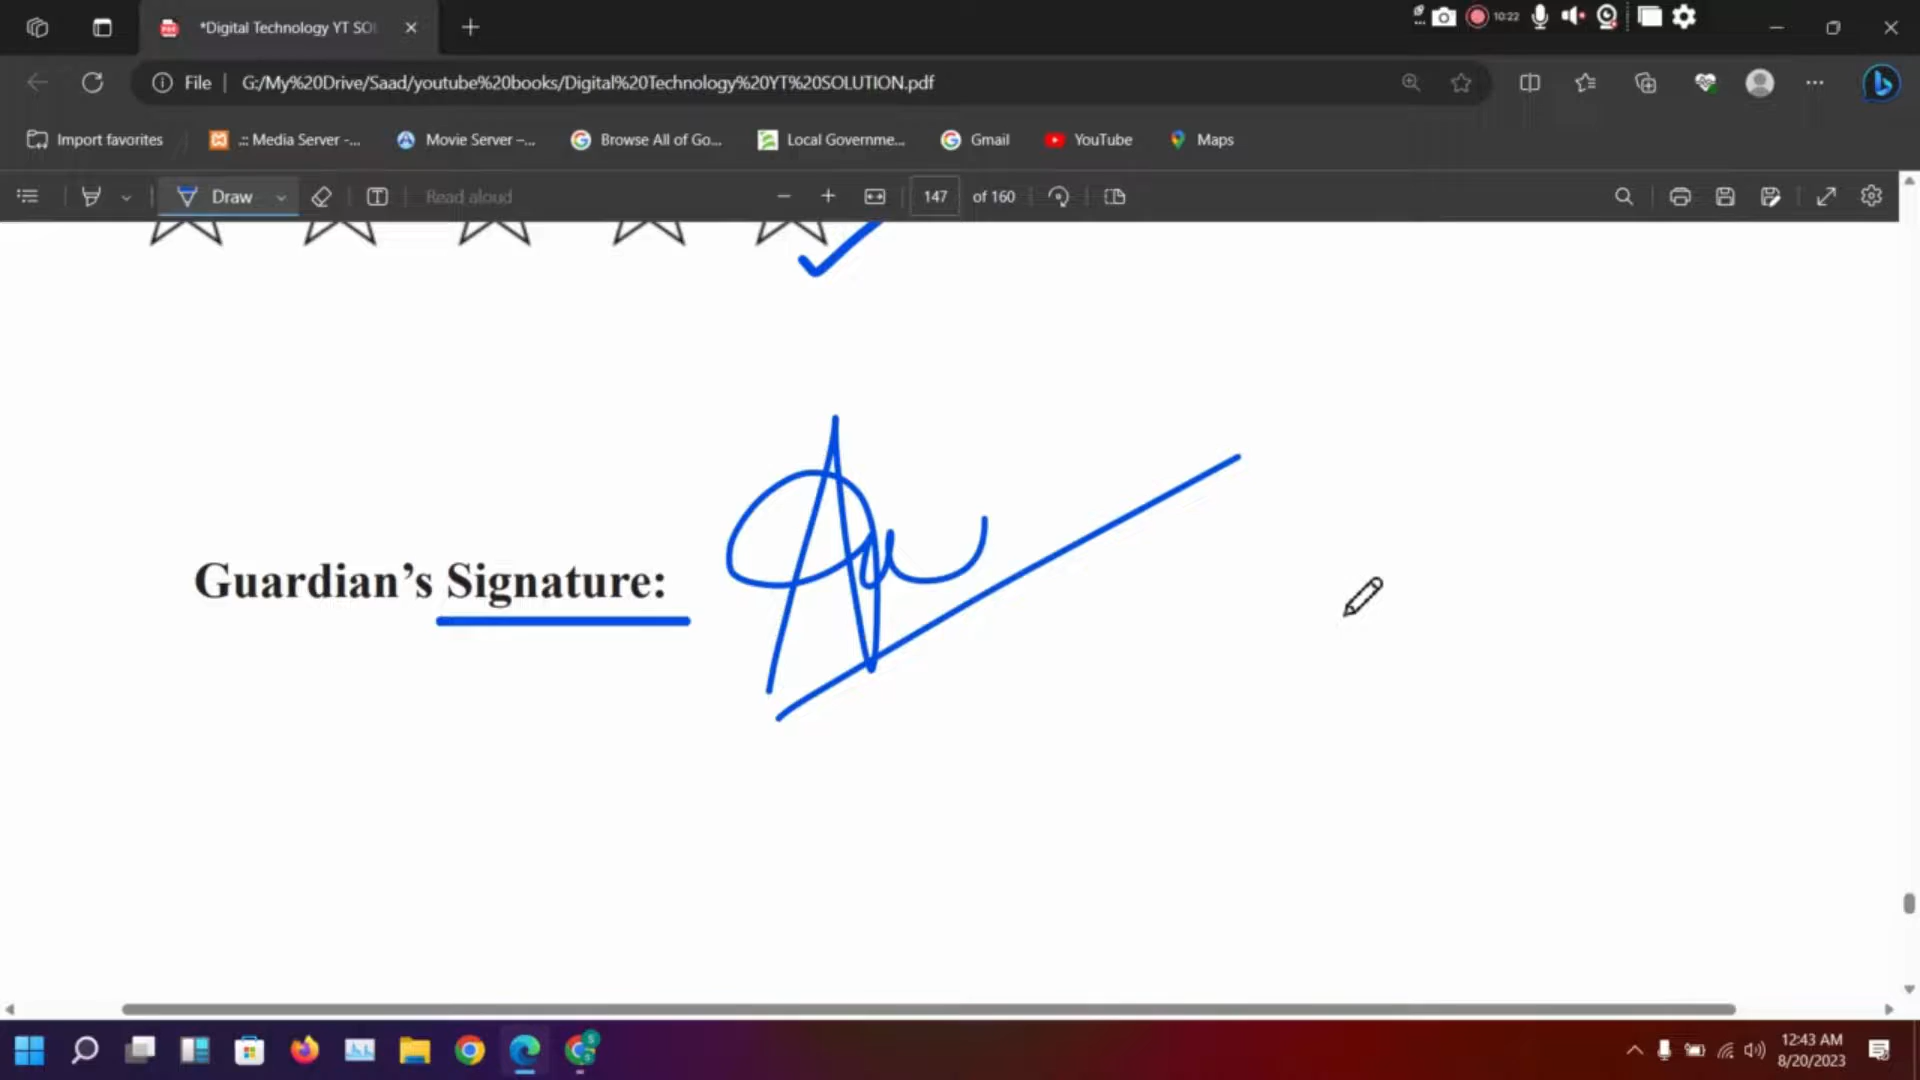 *Digital Technology YT SOL
10:22
File
G:/My%20Drive/Saad/youtube%20books/Digital%20Technology%20YT%20SOLUTION.pdf
Import favorites
.:: Media Server -...
Movie Server –...
Browse All of Go...
Local Governme...
Gmail
YouTube
Maps
Draw
Read aloud
147
of 160
Guardian’s Signature:
12:43 AM
8/20/2023